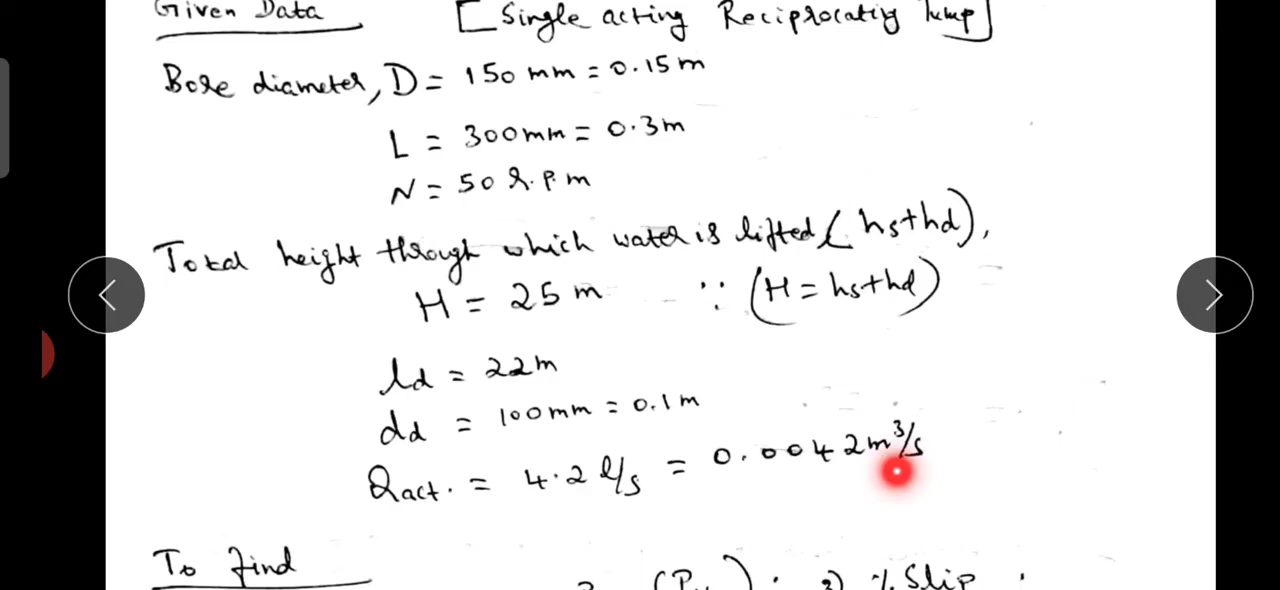 Given Data [Single acting Reciprocating Pump]
Bore diameter, D = 150 mm = 0.15 m
L = 300mm = 0.3m
N = 50 r.p.m
Total height through which water is lifted (hs+hd),
H = 25 m ∵ (H = hs+hd)
ld = 22m
dd = 100mm = 0.1m
Qact. = 4.2 l/s = 0.0042m³/s
To find
2) % Slip